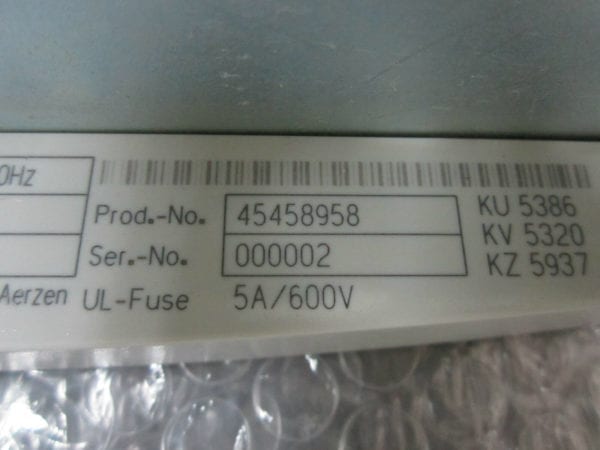 0Hz
Prod.-No. 45458958 KU 5386
KV 5320
Ser.-No. 000002 KZ 5937
Aerzen UL-Fuse 5A/600V